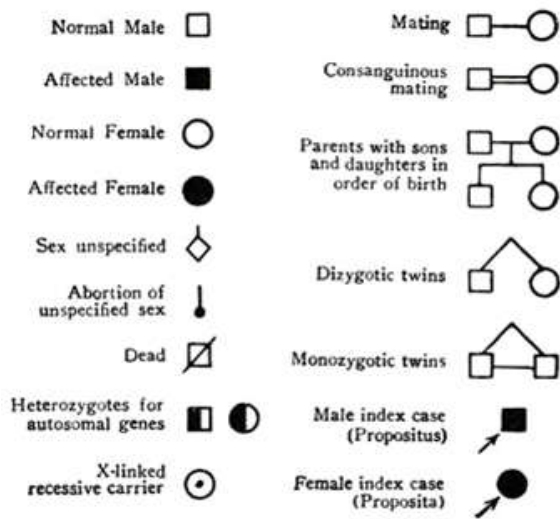 Normal Male
Affected Male
Normal Female
Affected Female
Sex unspecified
Abortion of
unspecified sex
Dead
Heterozygotes for
autosomal genes
X-linked
recessive carrier
Mating
Consanguinous
mating
Parents with sons
and daughters in
order of birth
Dizygotic twins
Monozygotic twins
Male index case
(Propositus)
Female index case
(Proposita)